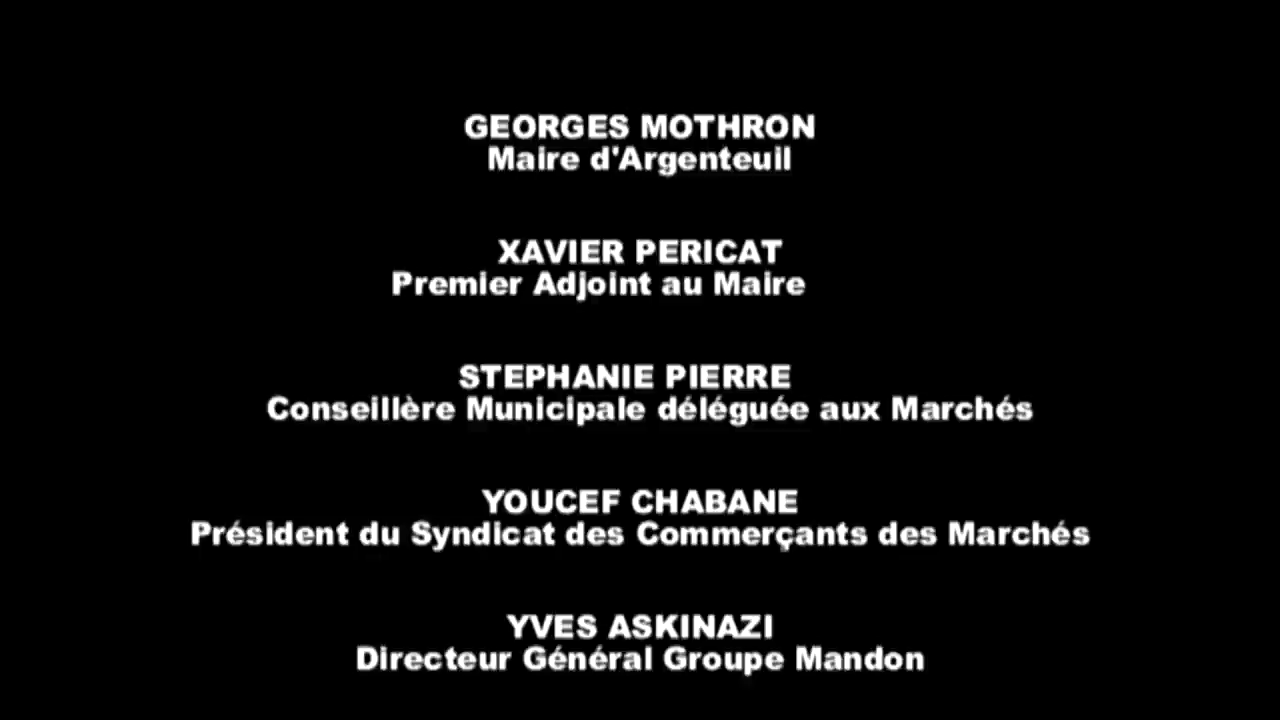 GEORGES MOTHRON
Maire d'Argenteuil
XAVIER PERICAT
Premier Adjoint au Maire
STEPHANIE PIERRE
Conseillère Municipale déléguée aux Marchés
YOUCEF CHABANE
Président du Syndicat des Commerçants des Marchés
YVES ASKINAZI
Directeur Général Groupe Mandon